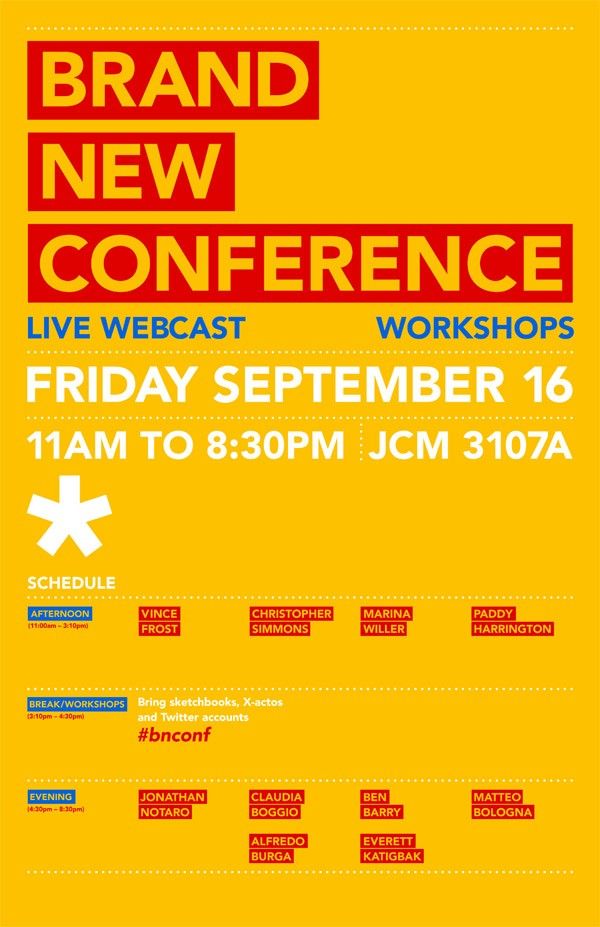 BRAND
NEW
CONFERENCE
LIVE WEBCAST WORKSHOPS
FRIDAY SEPTEMBER 16
11AM TO 8:30PM JCM 3107A
*
SCHEDULE
AFTERNOON
(11:00am – 3:10pm)
VINCE
FROST
CHRISTOPHER
SIMMONS
MARINA
WILLER
PADDY
HARRINGTON
BREAK/WORKSHOPS
(3:10pm – 4:30pm)
Bring sketchbooks, X-actos
and Twitter accounts
#bnconf
EVENING
(4:30pm – 8:30pm)
JONATHAN
NOTARO
CLAUDIA
BOGGIO
BEN
BARRY
MATTEO
BOLOGNA
ALFREDO
BURGA
EVERETT
KATIGBAK